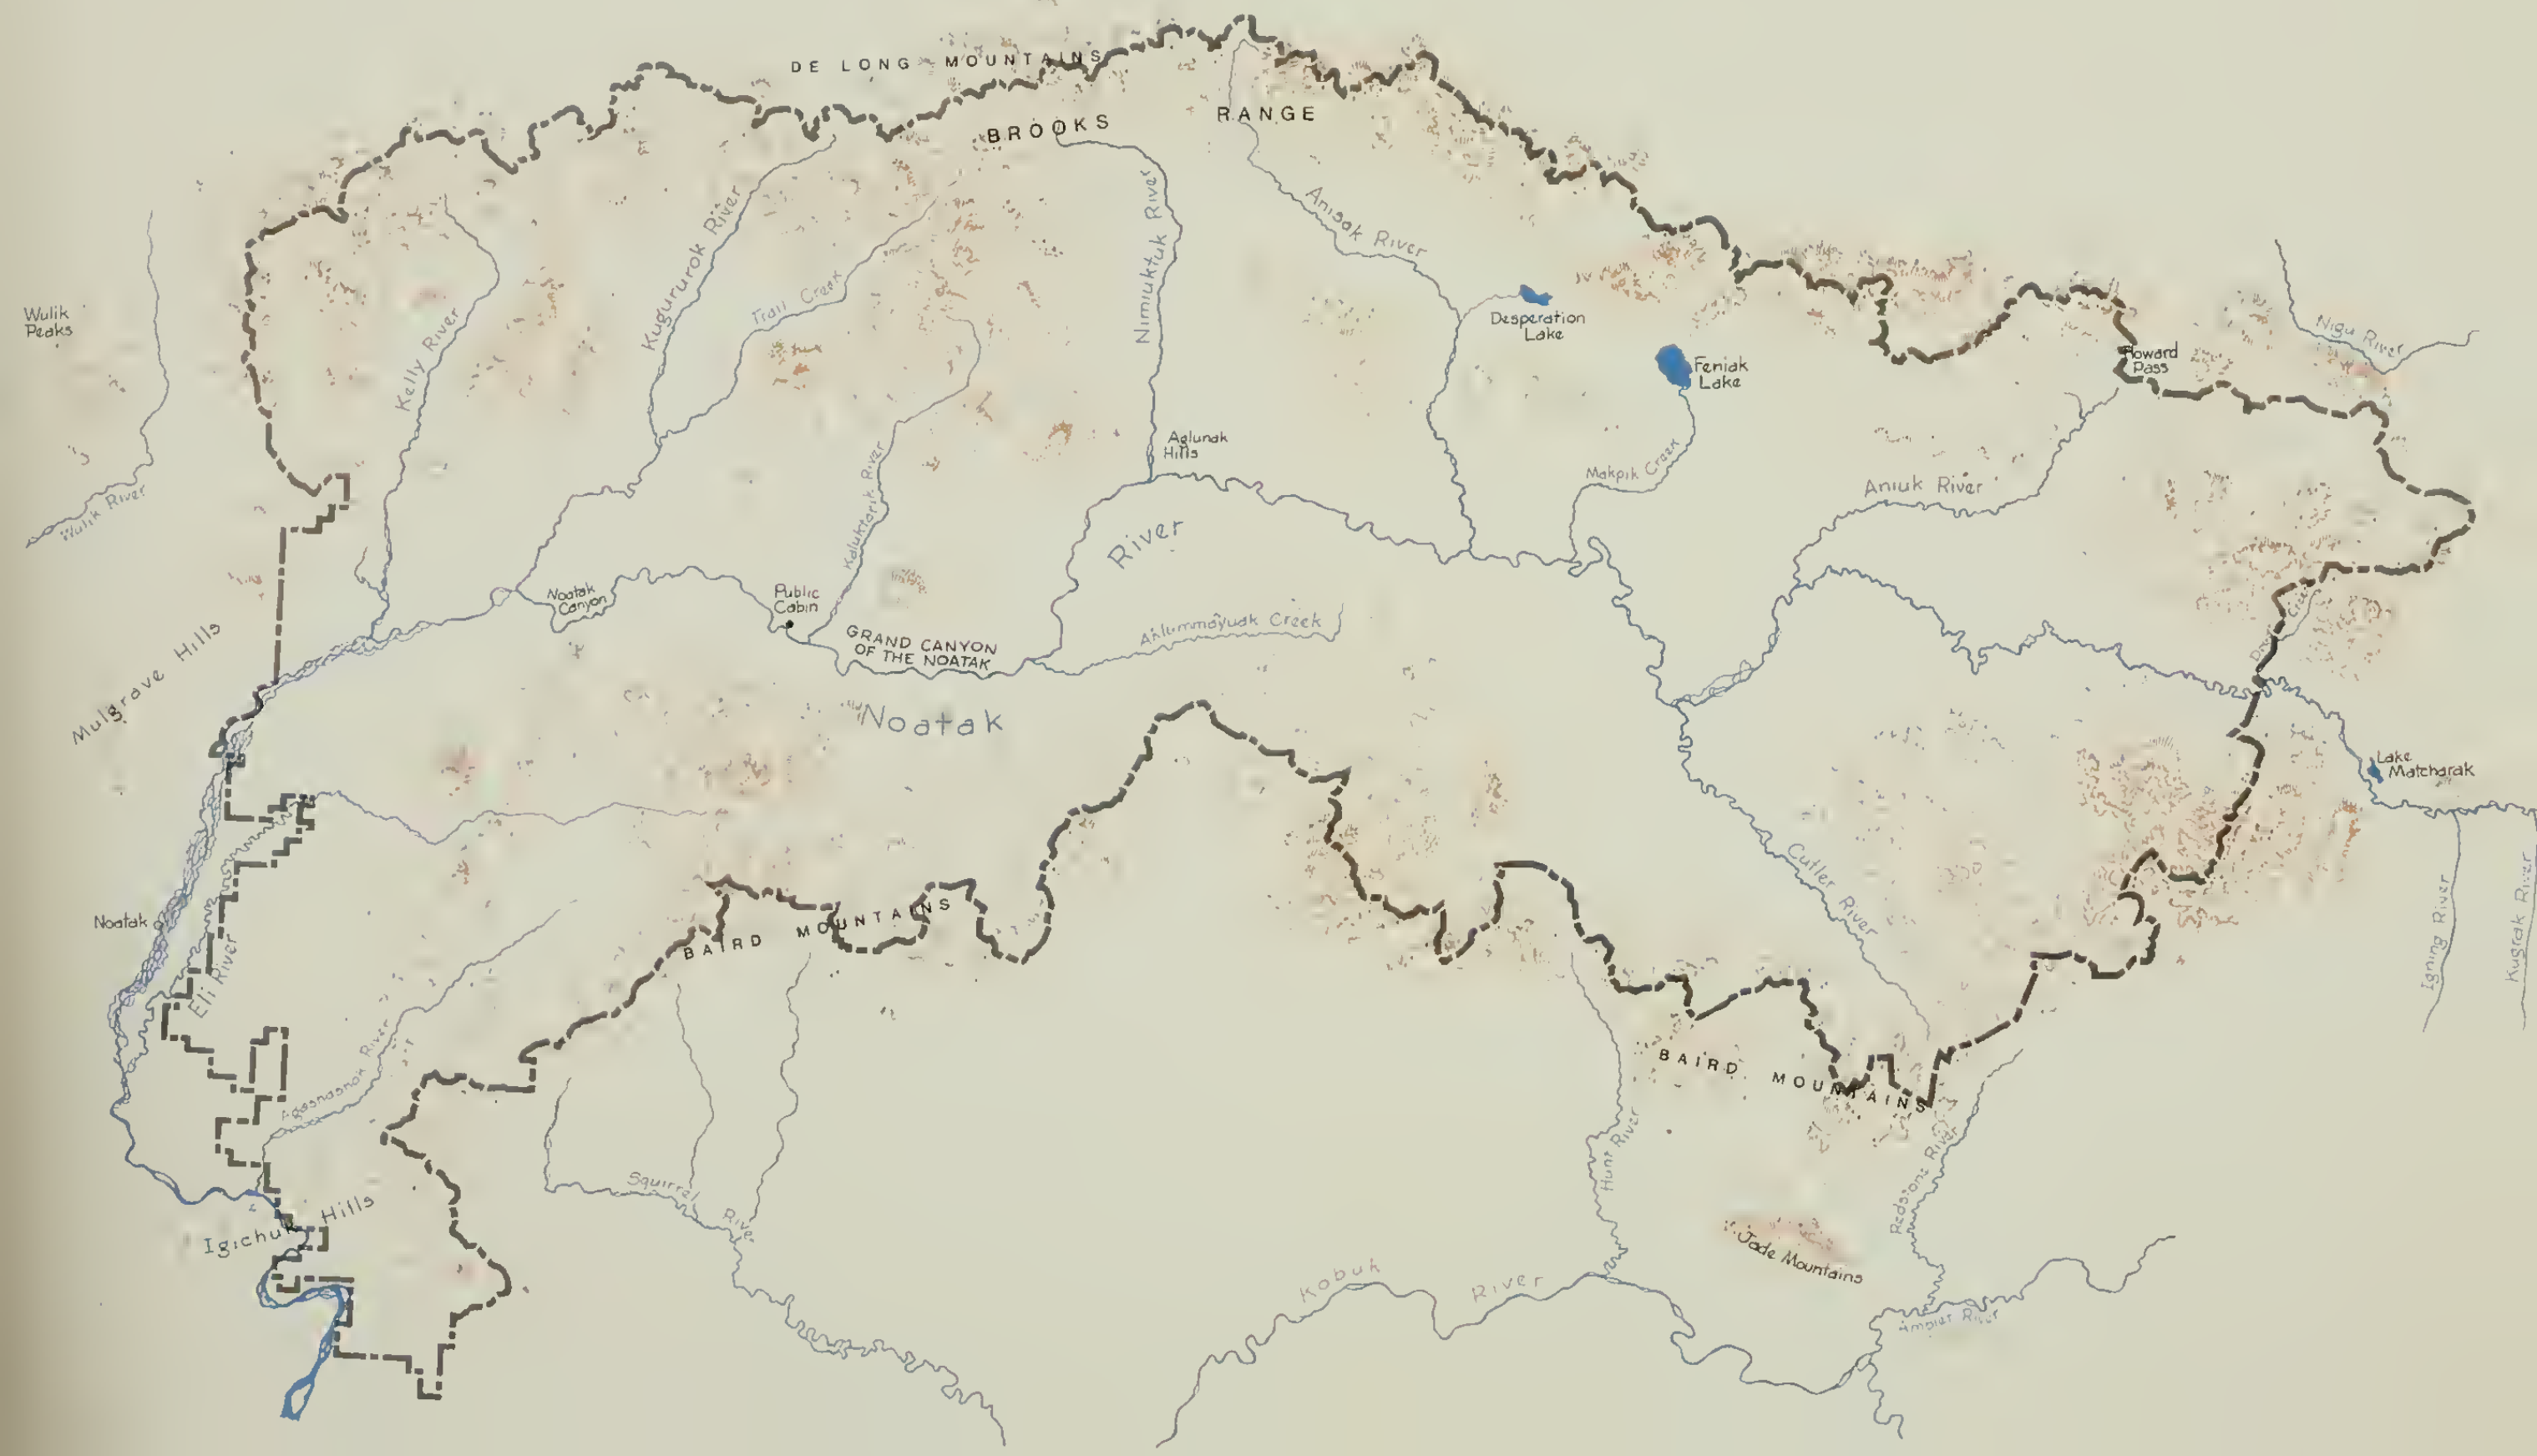 DE LONG MOUNTAINS
BROOKS RANGE
Wulik
Peaks
Wulik River
Kelly River
Kugururok River
Trail Creek
Nimiuktuk River
Anisak River
Desperation
Lake
Feniak
Lake
Howard
Pass
Nigu River
Aglunak
Hills
Makpik Creek
Aniuk River
Kaluktavik River
Noatak
Canyon
Public
Cabin
GRAND CANYON
OF THE NOATAK
Aklummayuak Creek
Noatak River
Mulgrave Hills
Creek
Lake
Matcharak
Cutler River
Igning River
Kugrak River
Noatak
Eli River
BAIRD MOUNTAINS
Agashashok River
BAIRD MOUNTAINS
Hunt River
Redstone River
Squirrel River
Igichuk Hills
Jade Mountains
Kobuk River
Ambler River